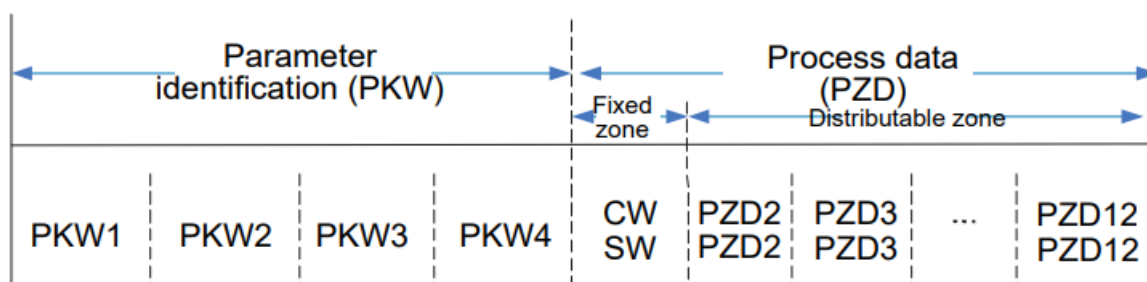 Parameter
identification (PKW)
Process data
(PZD)
Fixed
zone
Distributable zone
PKW1 PKW2 PKW3 PKW4 CW PZD2 PZD3 ... PZD12
SW PZD2 PZD3 PZD12